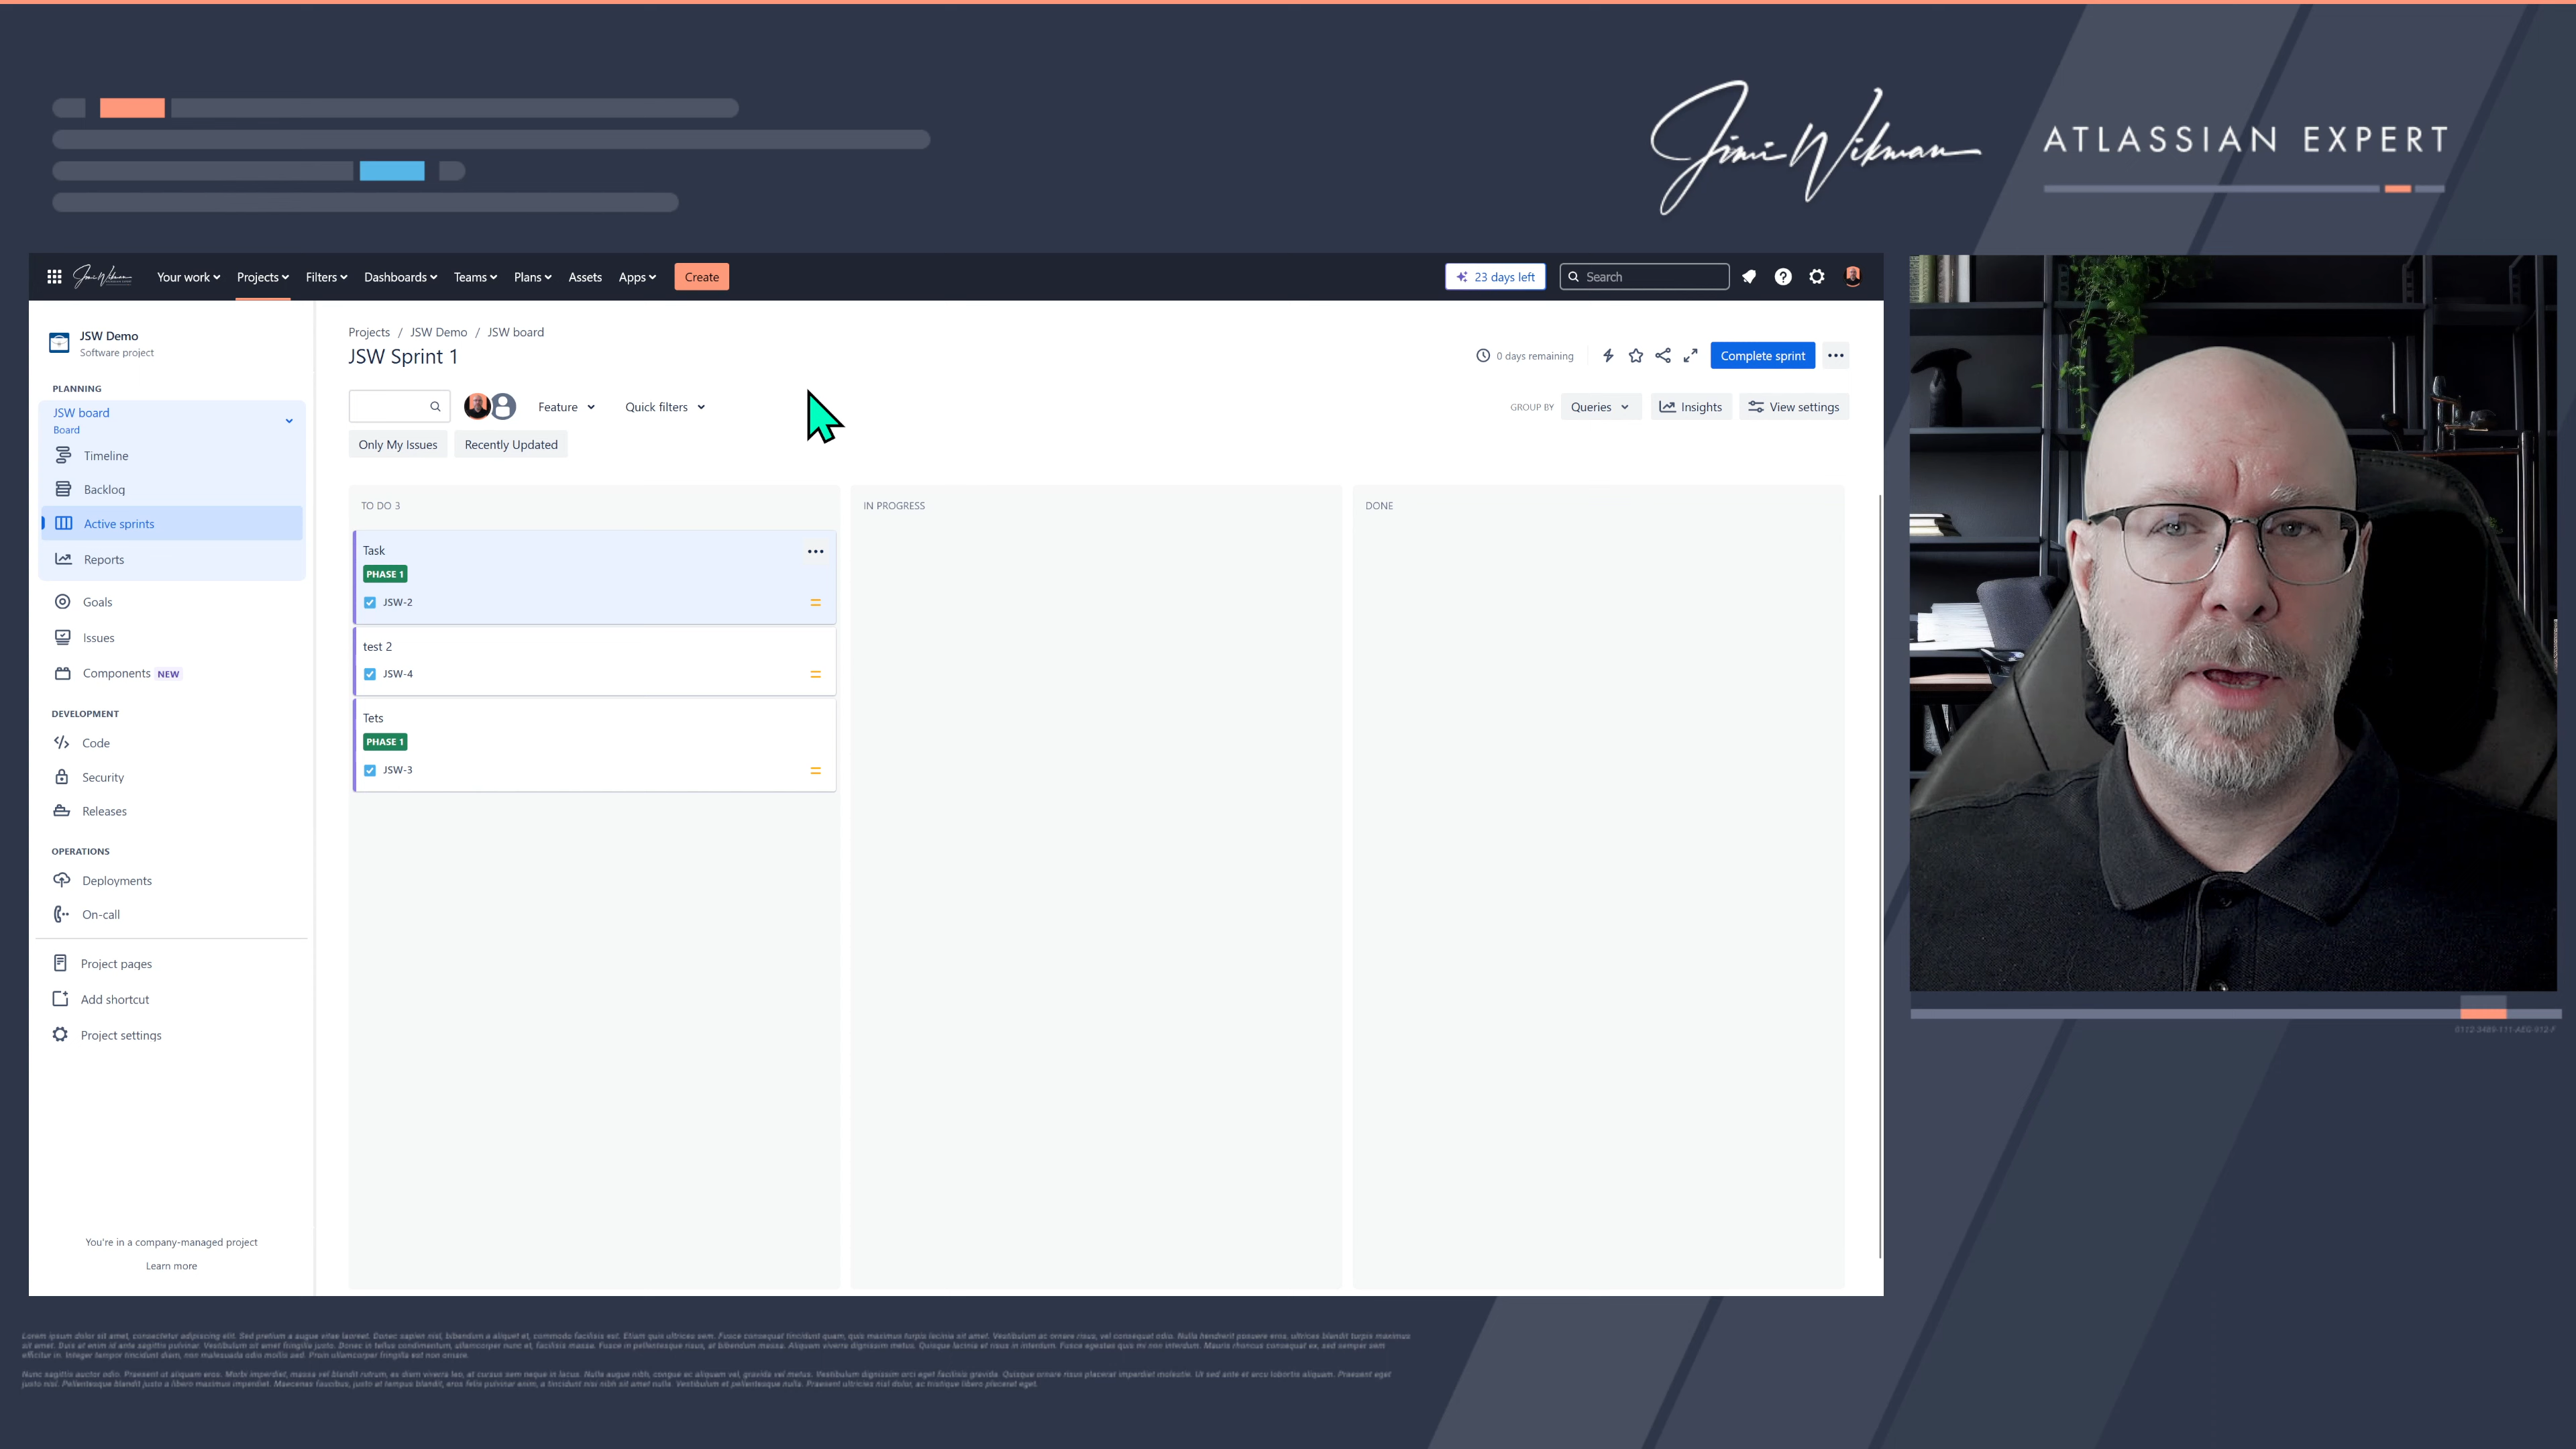 Jimi Wikman
ATLASSIAN EXPERT
Jimi Wikman
Your work
Projects
Filters
Dashboards
Teams
Plans
Assets
Apps
Create
23 days left
Search
JSW Demo
Software project
PLANNING
JSW board
Board
Timeline
Backlog
Active sprints
Reports
Goals
Issues
Components NEW
DEVELOPMENT
Code
Security
Releases
OPERATIONS
Deployments
On-call
Project pages
Add shortcut
Project settings
You're in a company-managed project
Learn more
Projects / JSW Demo / JSW board
JSW Sprint 1
0 days remaining
Complete sprint
Feature
Quick filters
GROUP BY
Queries
Insights
View settings
Only My Issues
Recently Updated
TO DO 3
IN PROGRESS
DONE
Task
PHASE 1
JSW-2
test 2
JSW-4
Tets
PHASE 1
JSW-3